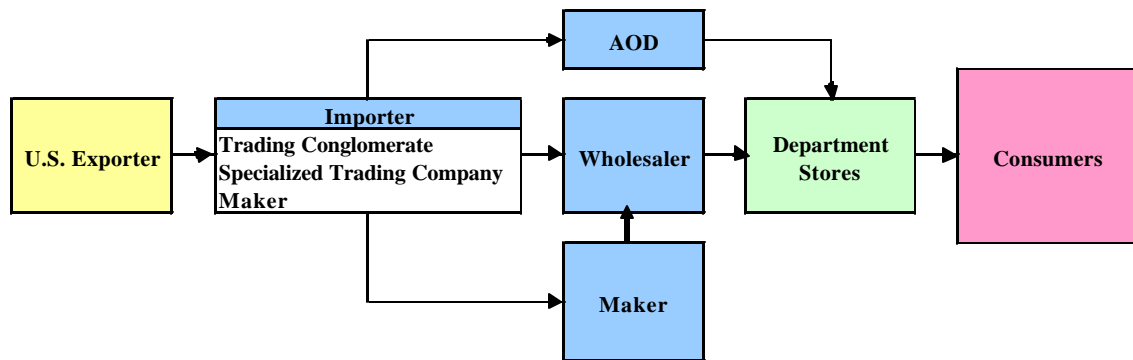 AOD
U.S. Exporter
Importer
Trading Conglomerate
Specialized Trading Company
Maker
Wholesaler
Department
Stores
Consumers
Maker